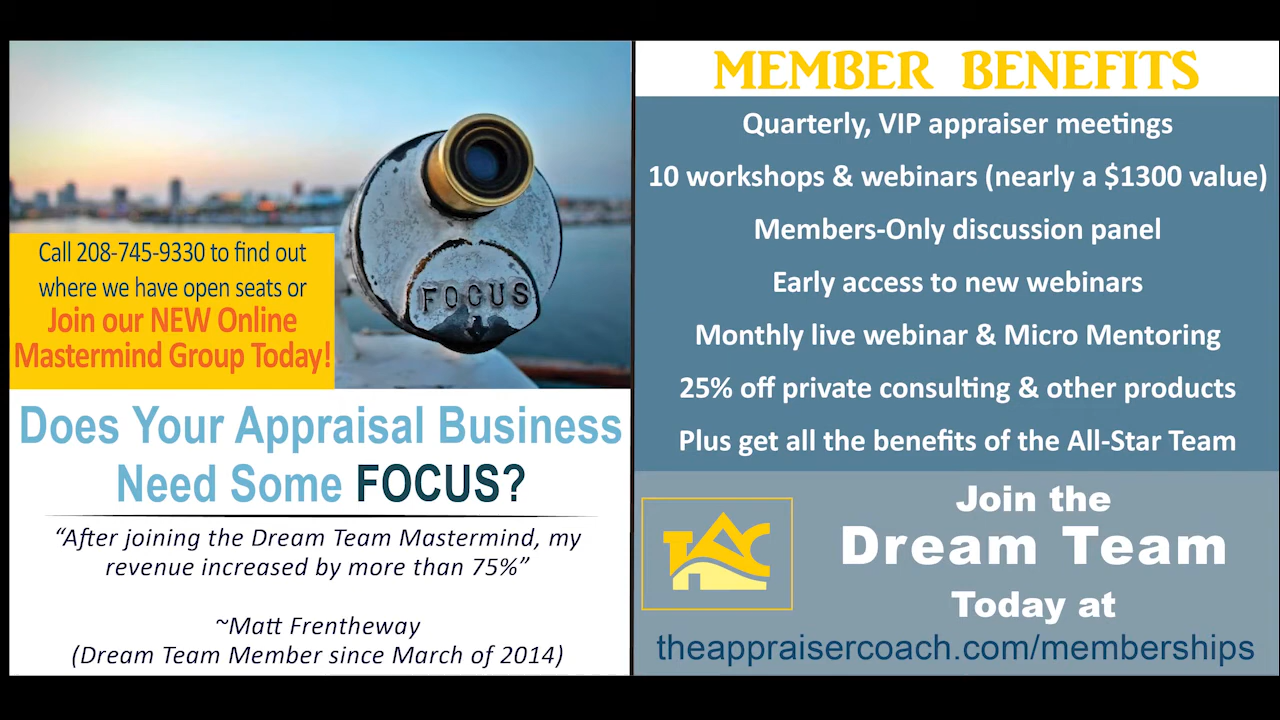 Call 208-745-9330 to find out
where we have open seats or
Join our NEW Online
Mastermind Group Today!
FOCUS
Does Your Appraisal Business
Need Some FOCUS?
“After joining the Dream Team Mastermind, my
revenue increased by more than 75%”
~Matt Frentheway
(Dream Team Member since March of 2014)
MEMBER BENEFITS
Quarterly, VIP appraiser meetings
10 workshops & webinars (nearly a $1300 value)
Members-Only discussion panel
Early access to new webinars
Monthly live webinar & Micro Mentoring
25% off private consulting & other products
Plus get all the benefits of the All-Star Team
TAC
Join the
Dream Team
Today at
theappraisercoach.com/memberships